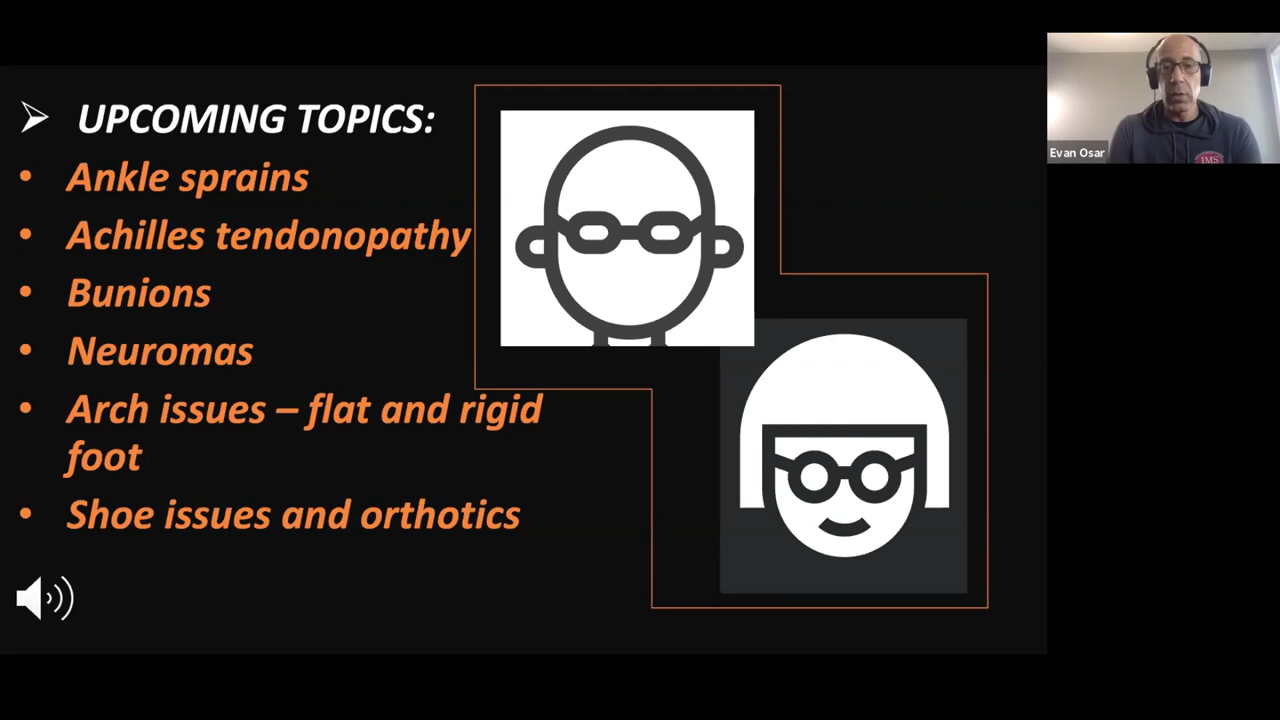 UPCOMING TOPICS:
Ankle sprains
Achilles tendonopathy
Bunions
Neuromas
Arch issues – flat and rigid
foot
Shoe issues and orthotics
Evan Osar
IMS